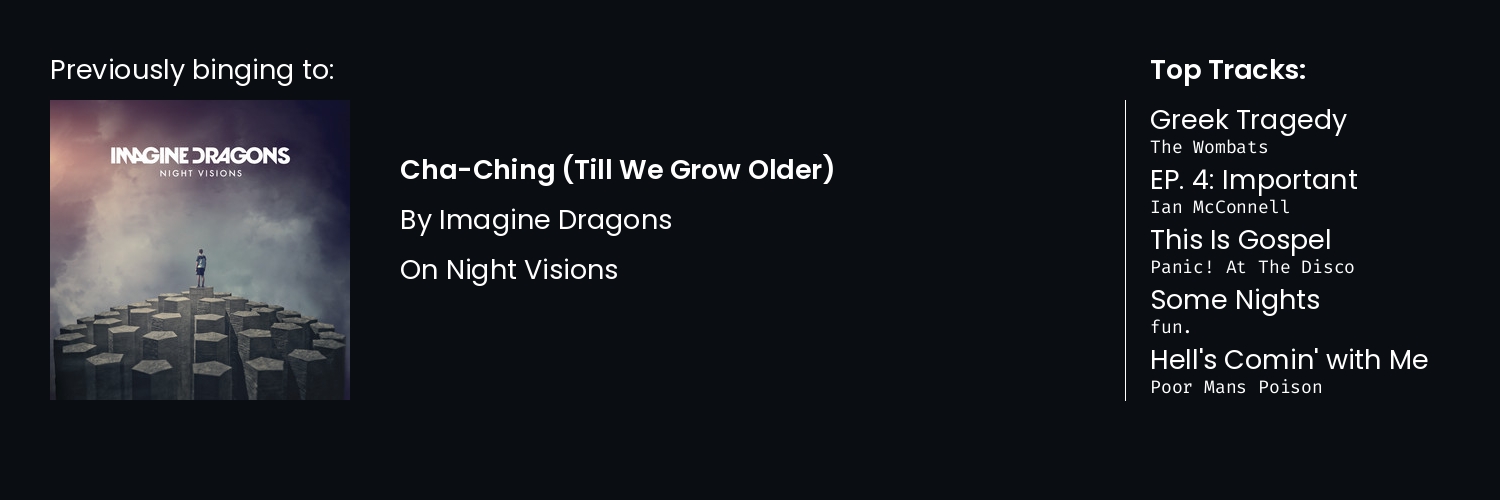 Previously binging to:
IMAGINE DRAGONS
NIGHT VISIONS
Cha-Ching (Till We Grow Older)
By Imagine Dragons
On Night Visions
Top Tracks:
Greek Tragedy
The Wombats
EP. 4: Important
Ian McConnell
This Is Gospel
Panic! At The Disco
Some Nights
fun.
Hell's Comin' with Me
Poor Mans Poison